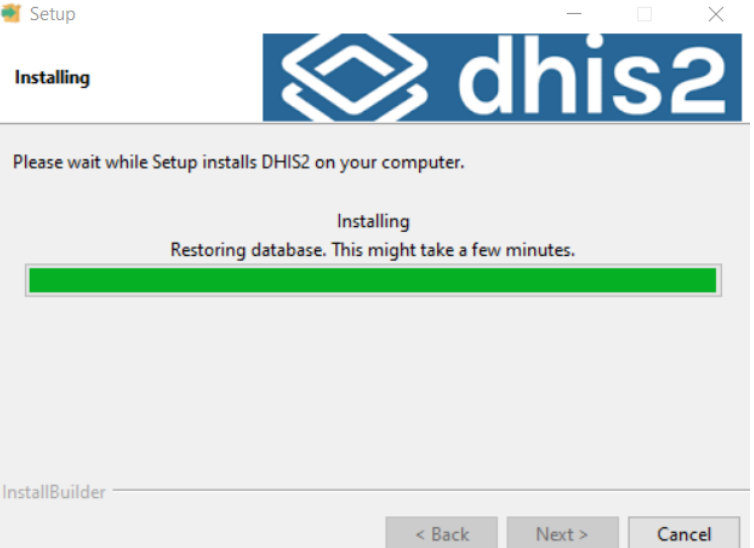 Setup
Installing
dhis2
Please wait while Setup installs DHIS2 on your computer.
Installing
Restoring database. This might take a few minutes.
InstallBuilder
< Back
Next >
Cancel